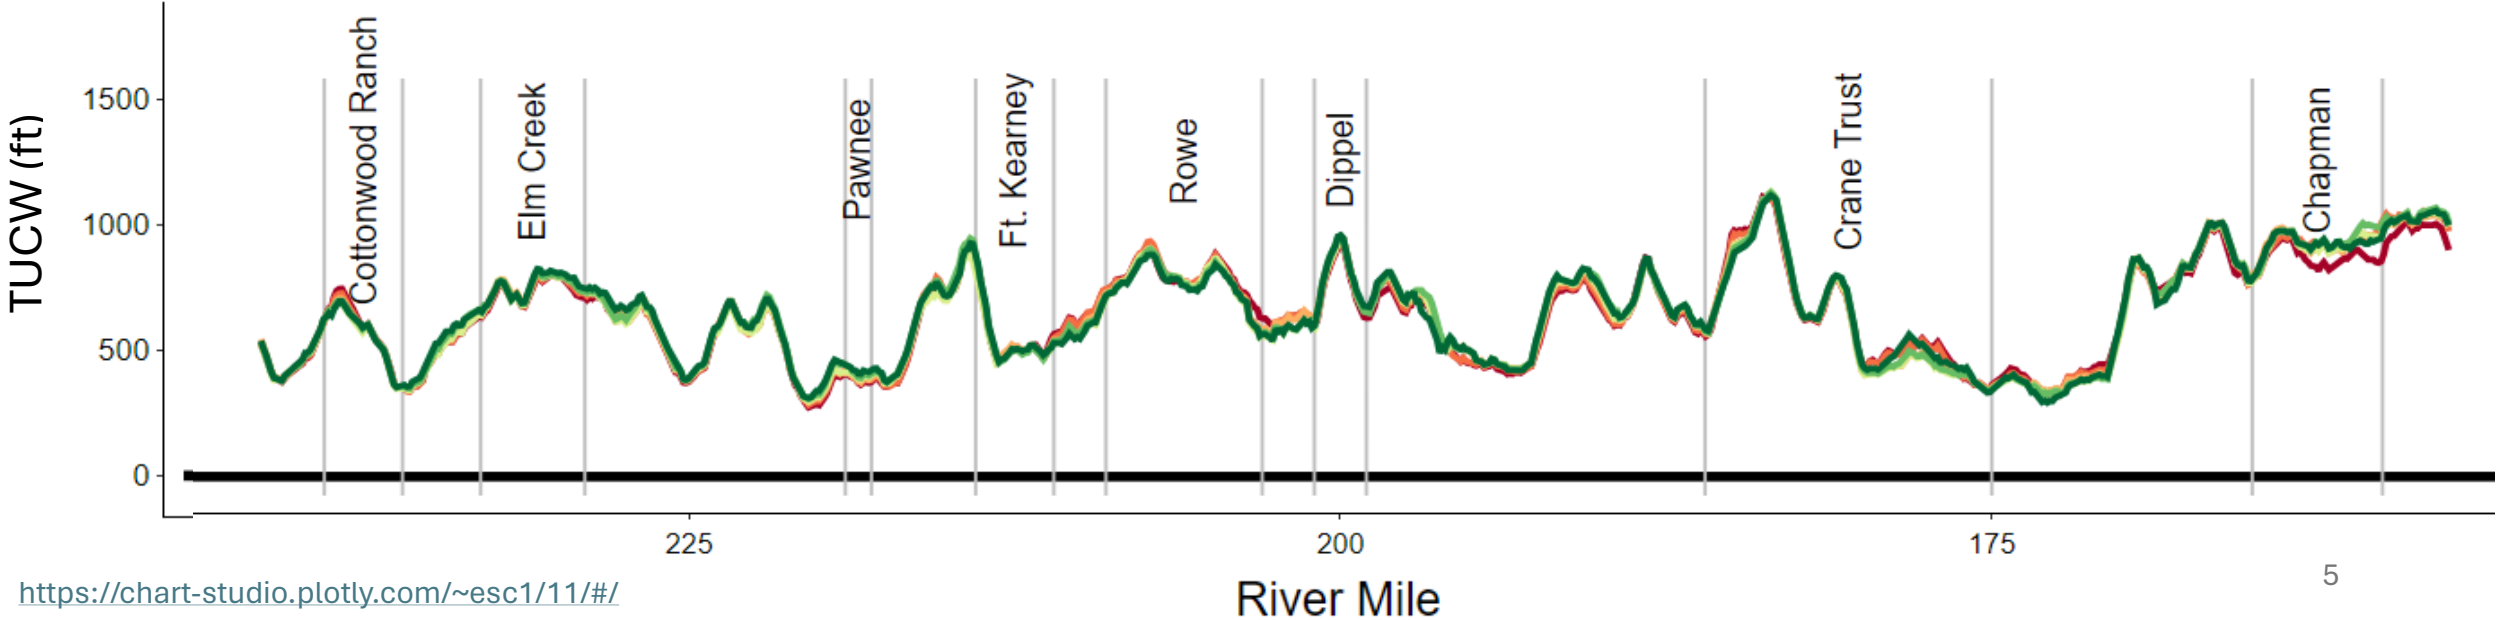 TUCW (ft)
1500
1000
500
0
Cottonwood Ranch
Elm Creek
Pawnee
Ft. Kearney
Rowe
Dippel
Crane Trust
Chapman
225
200
175
River Mile
https://chart-studio.plotly.com/~esc1/11/#/
5